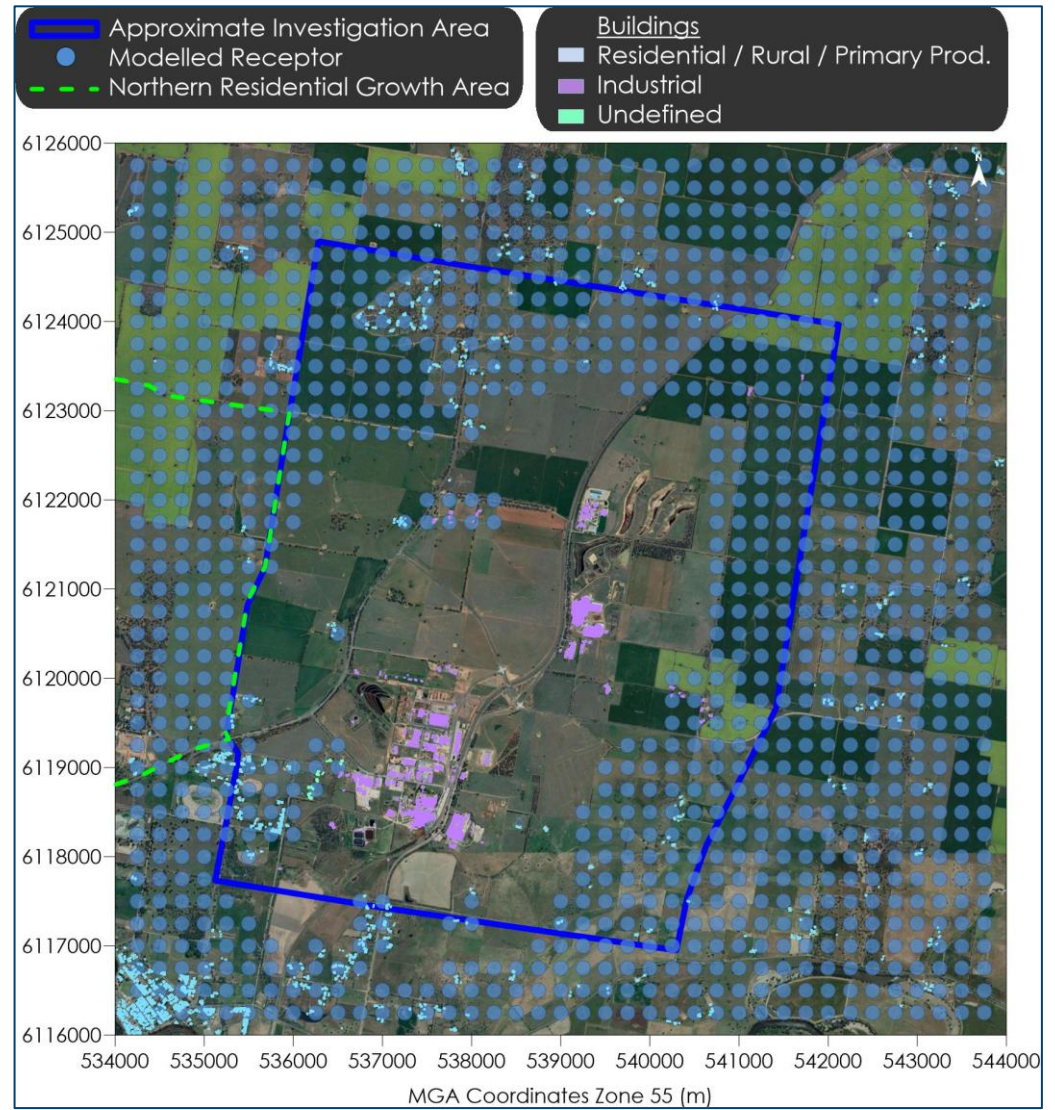 Approximate Investigation Area
Modelled Receptor
Northern Residential Growth Area
Buildings
Residential / Rural / Primary Prod.
Industrial
Undefined
6126000
6125000
6124000
6123000
6122000
6121000
6120000
6119000
6118000
6117000
6116000
N
534000 535000 536000 537000 538000 539000 540000 541000 542000 543000 544000
MGA Coordinates Zone 55 (m)